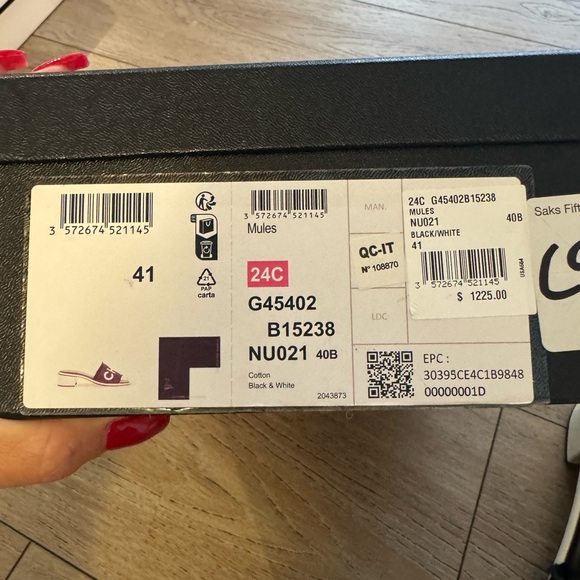 3 572674 521145
41
21
PAP
carta
3 572674 521145
Mules
24C
G45402
B15238
NU021 40B
Cotton
Black & White
2043873
MAN.
QC-IT
N° 108870
LDC
EPC :
30395CE4C1B9848
00000001D
24C G45402B15238
MULES
NU021 40B
BLACK/WHITE
41
3 572674 521145
USA664
$ 1225.00
Saks Fift